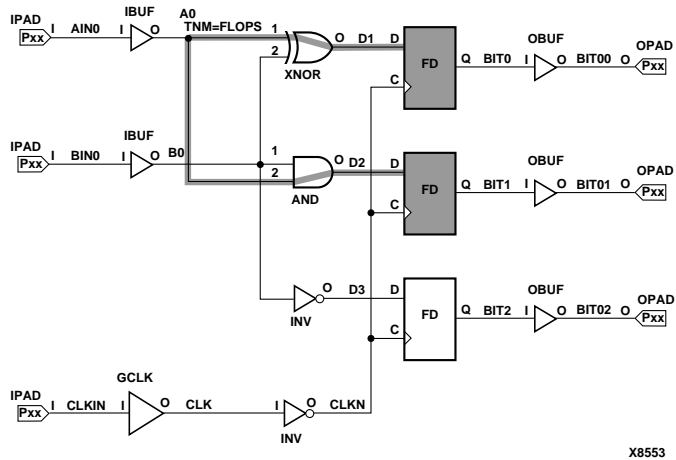 IPAD IBUF A0 OBUF OPAD
TNM=FLOPS
Pxx I AIN0 I O 1 O D1 D FD Q BIT0 I O BIT00 O Pxx
2
XNOR
C
IPAD IBUF OBUF OPAD
Pxx I BIN0 I O B0 1 O D2 D FD Q BIT1 I O BIT01 O Pxx
2
AND
C
OBUF OPAD
O D3 D FD Q BIT2 I O BIT02 O Pxx
INV
C
GCLK
IPAD
Pxx I CLKIN I O CLK I O CLKN
INV
X8553